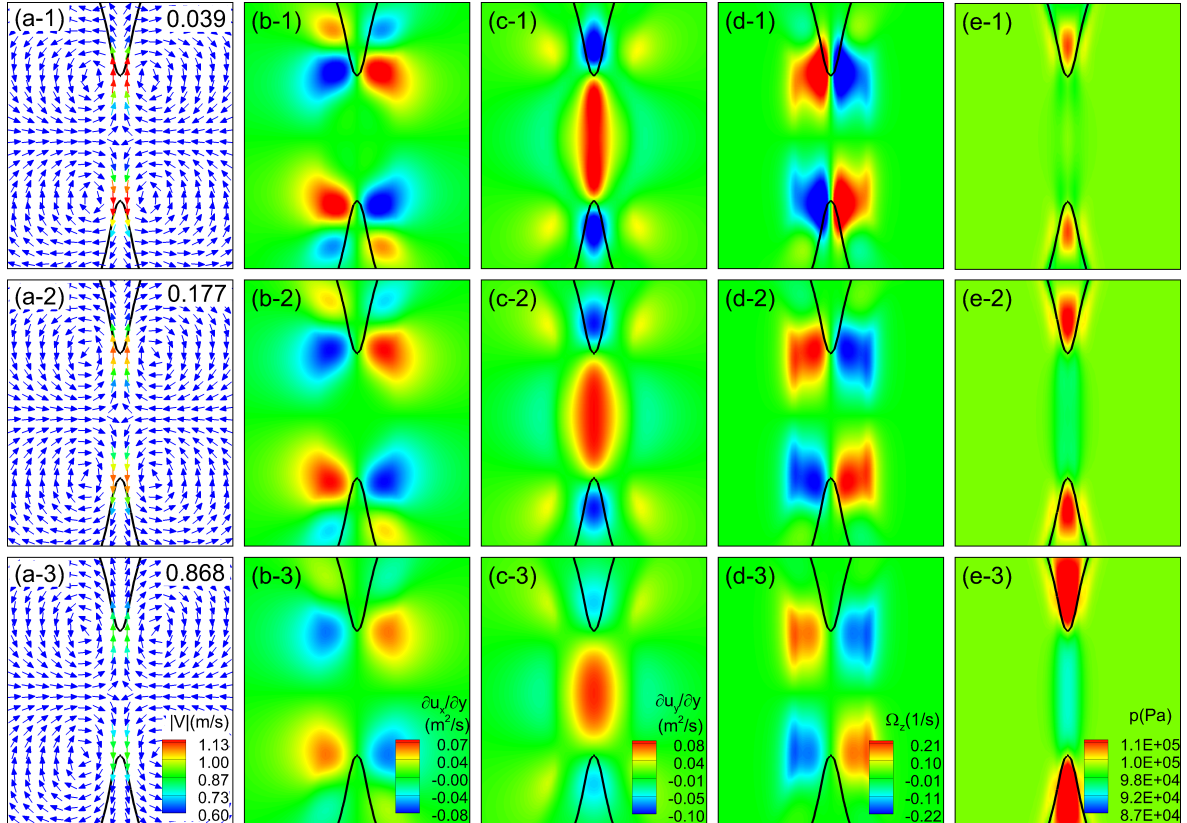 (a-1) 0.039 (b-1) (c-1) (d-1) (e-1)
(a-2) 0.177 (b-2) (c-2) (d-2) (e-2)
(a-3) 0.868 (b-3) (c-3) (d-3) (e-3)
|V|(m/s)
1.13
1.00
0.87
0.73
0.60
∂uₓ/∂y
(m²/s)
0.07
0.04
-0.00
-0.04
-0.08
∂u_y/∂y
(m²/s)
0.08
0.04
-0.01
-0.05
-0.10
Ω_z(1/s)
0.21
0.10
-0.01
-0.11
-0.22
p(Pa)
1.1E+05
1.0E+05
9.8E+04
9.2E+04
8.7E+04